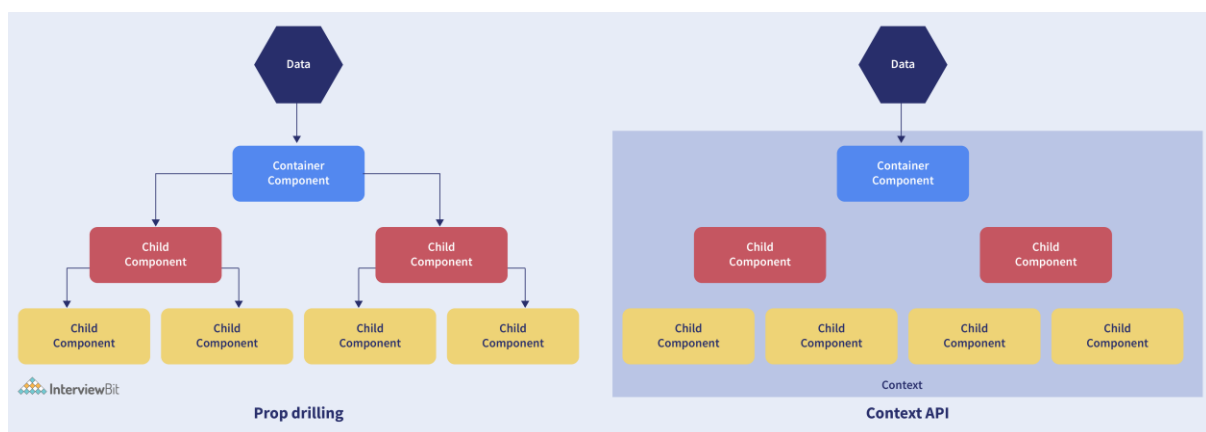 Data
Container
Component
Child
Component
Child
Component
Child
Component
Child
Component
Child
Component
Child
Component
InterviewBit
Prop drilling
Data
Container
Component
Child
Component
Child
Component
Child
Component
Child
Component
Child
Component
Child
Component
Context
Context API